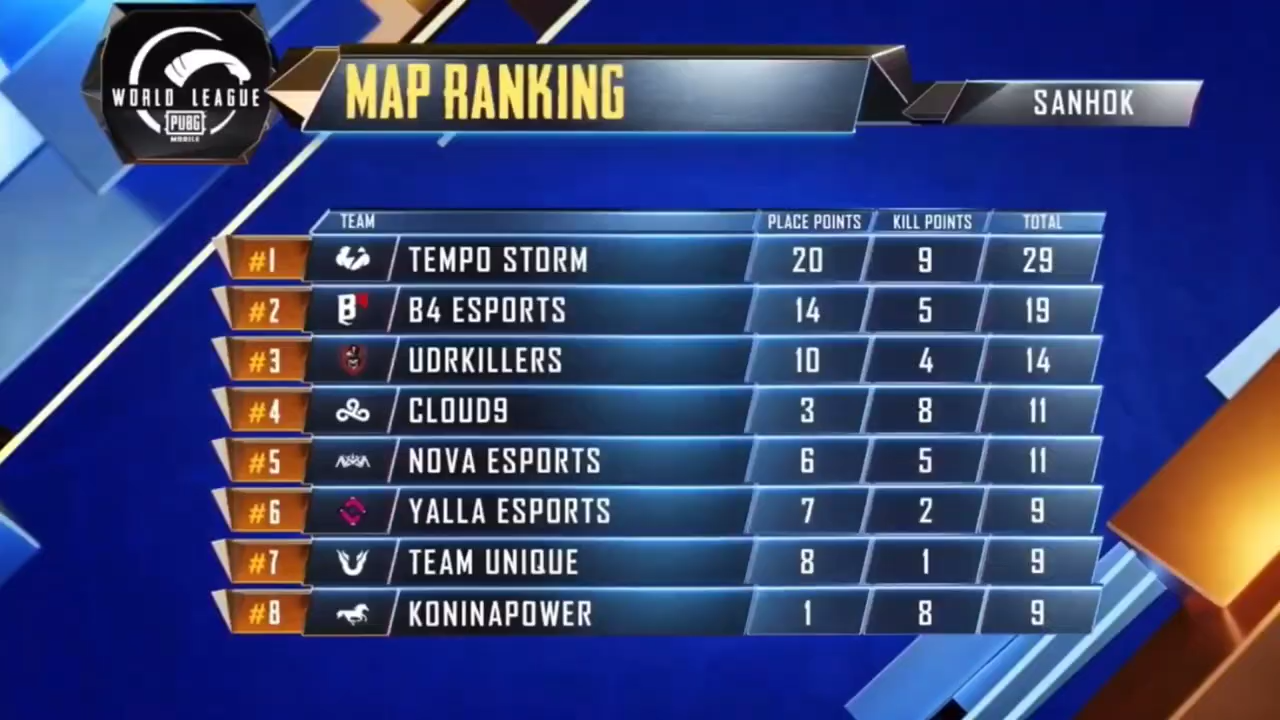 WORLD LEAGUE
PUBG
MOBILE
MAP RANKING
SANHOK
TEAM PLACE POINTS KILL POINTS TOTAL
#1 TEMPO STORM 20 9 29
#2 B4 ESPORTS 14 5 19
#3 UDRKILLERS 10 4 14
#4 CLOUD9 3 8 11
#5 NOVA ESPORTS 6 5 11
#6 YALLA ESPORTS 7 2 9
#7 TEAM UNIQUE 8 1 9
#8 KONINAPOWER 1 8 9